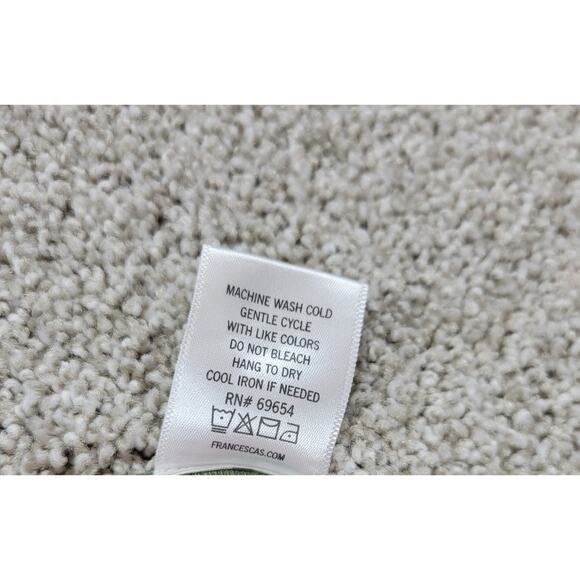 MACHINE WASH COLD
GENTLE CYCLE
WITH LIKE COLORS
DO NOT BLEACH
HANG TO DRY
COOL IRON IF NEEDED
RN# 69654
FRANCESCAS.COM